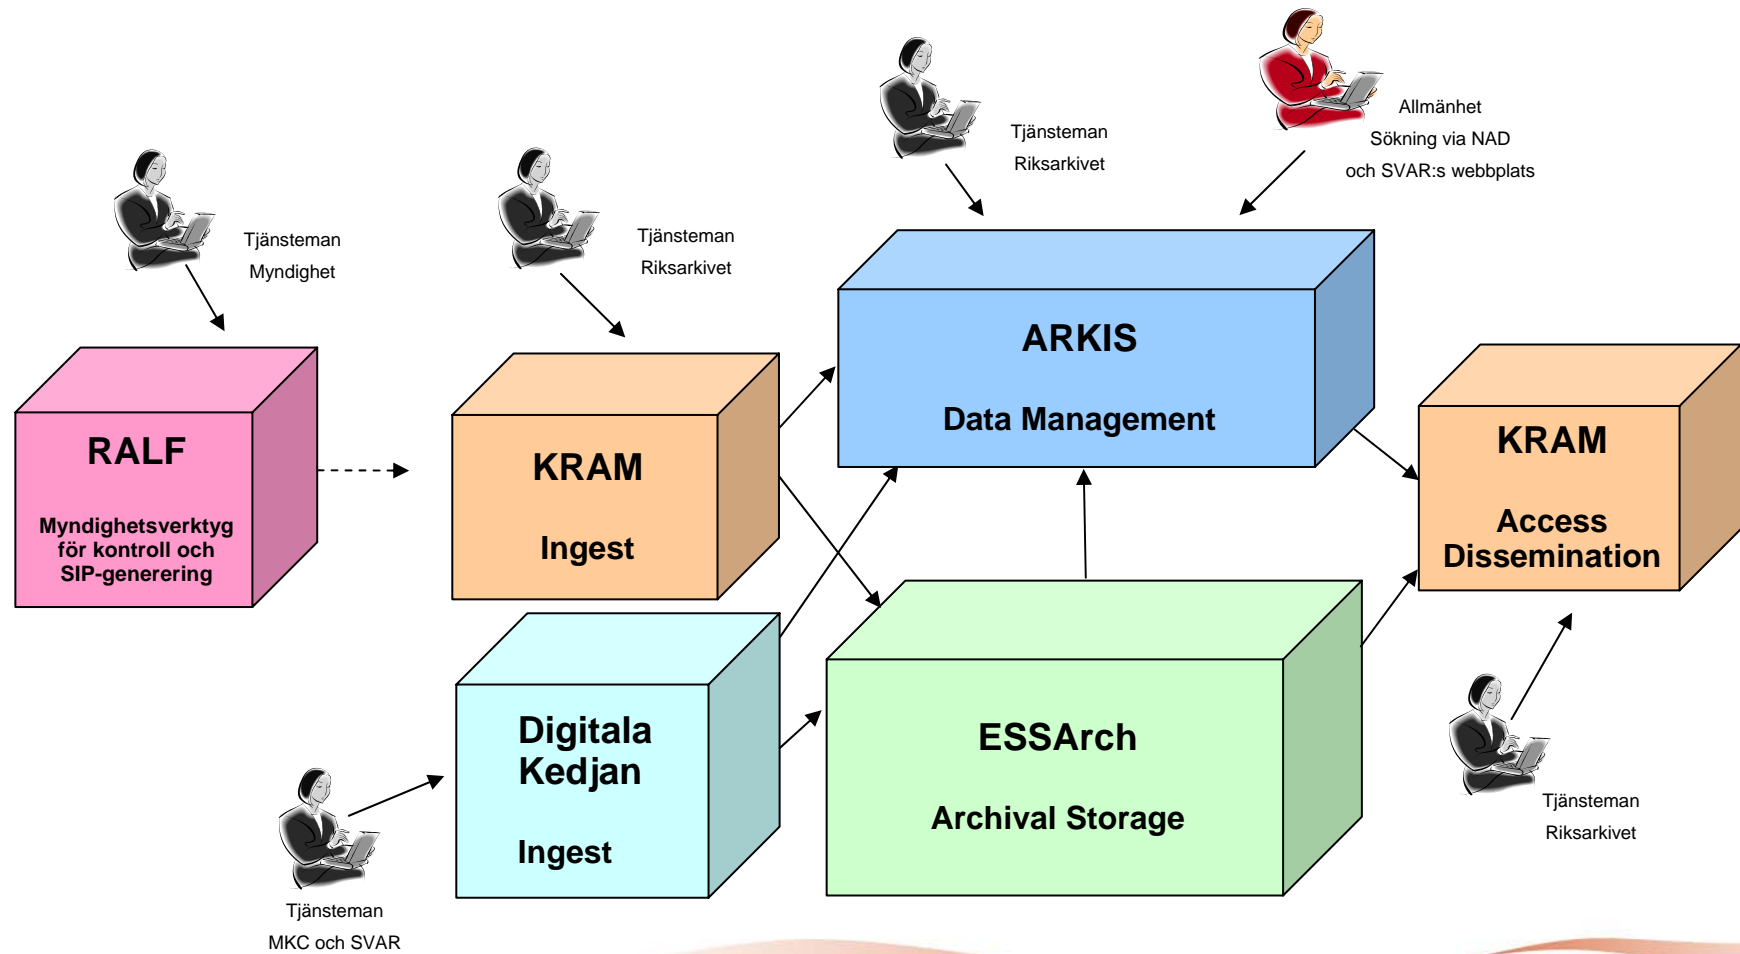 Tjänsteman
Myndighet
Tjänsteman
Riksarkivet
Tjänsteman
Riksarkivet
Allmänhet
Sökning via NAD
och SVAR:s webbplats
RALF
Myndighetsverktyg
för kontroll och
SIP-generering
KRAM
Ingest
ARKIS
Data Management
KRAM
Access
Dissemination
Digitala
Kedjan
Ingest
ESSArch
Archival Storage
Tjänsteman
MKC och SVAR
Tjänsteman
Riksarkivet